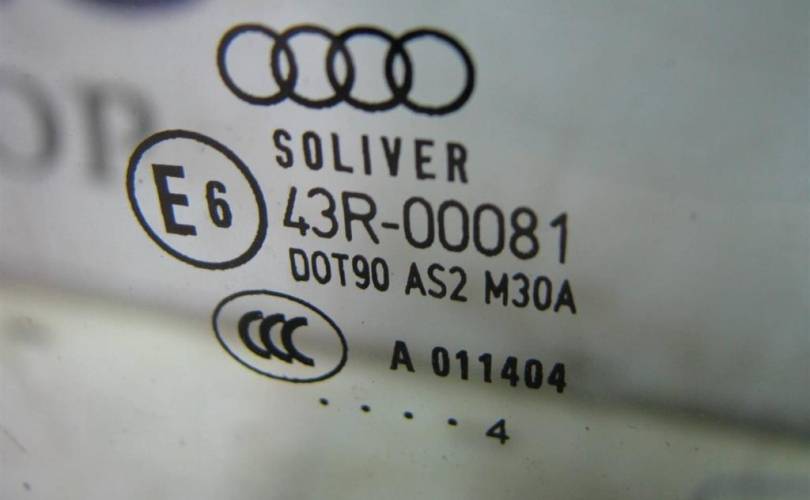 SOLIVER
E6 43R-00081
DOT90 AS2 M30A
CCC A 011404
. . . . 4